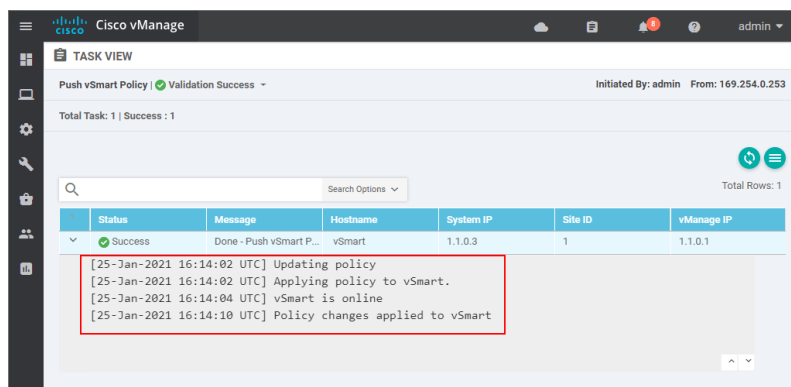 CISCO Cisco vManage 8 admin
TASK VIEW
Push vSmart Policy | Validation Success Initiated By: admin From: 169.254.0.253
Total Task: 1 | Success : 1
Search Options Total Rows: 1
Status Message Hostname System IP Site ID vManage IP
Success Done - Push vSmart P... vSmart 1.1.0.3 1 1.1.0.1
[25-Jan-2021 16:14:02 UTC] Updating policy
[25-Jan-2021 16:14:02 UTC] Applying policy to vSmart.
[25-Jan-2021 16:14:04 UTC] vSmart is online
[25-Jan-2021 16:14:10 UTC] Policy changes applied to vSmart